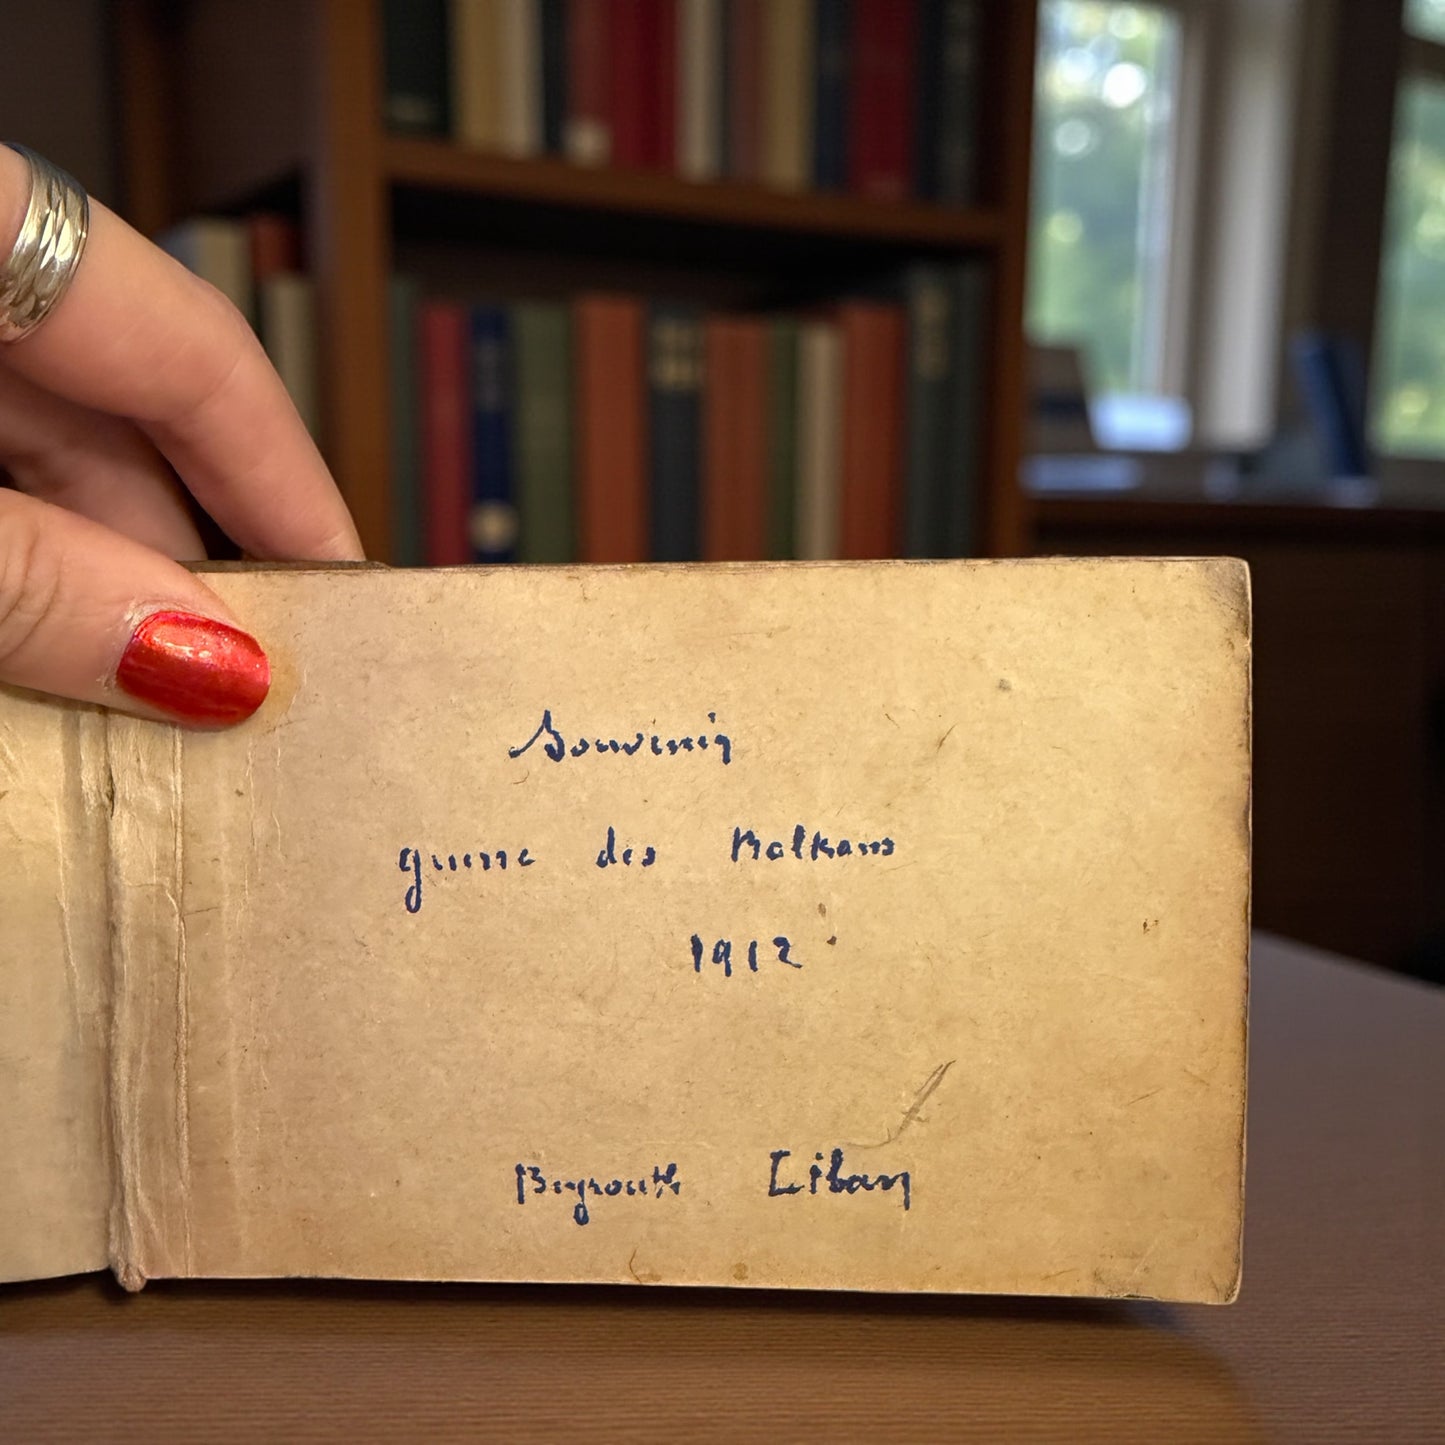 Souvenir
guerre des Balkans
1912
Beyrouth Liban